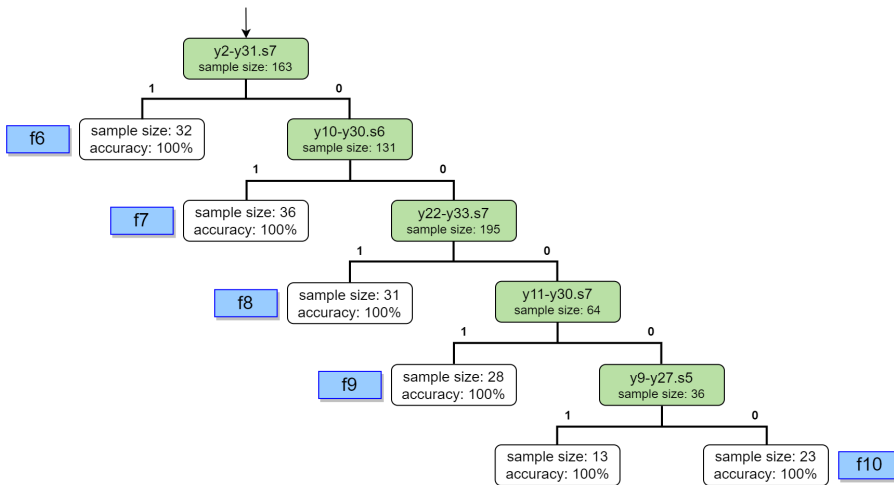 y2-y31.s7
sample size: 163
1
0
f6
sample size: 32
accuracy: 100%
y10-y30.s6
sample size: 131
1
0
f7
sample size: 36
accuracy: 100%
y22-y33.s7
sample size: 195
1
0
f8
sample size: 31
accuracy: 100%
y11-y30.s7
sample size: 64
1
0
f9
sample size: 28
accuracy: 100%
y9-y27.s5
sample size: 36
1
0
sample size: 13
accuracy: 100%
sample size: 23
accuracy: 100%
f10